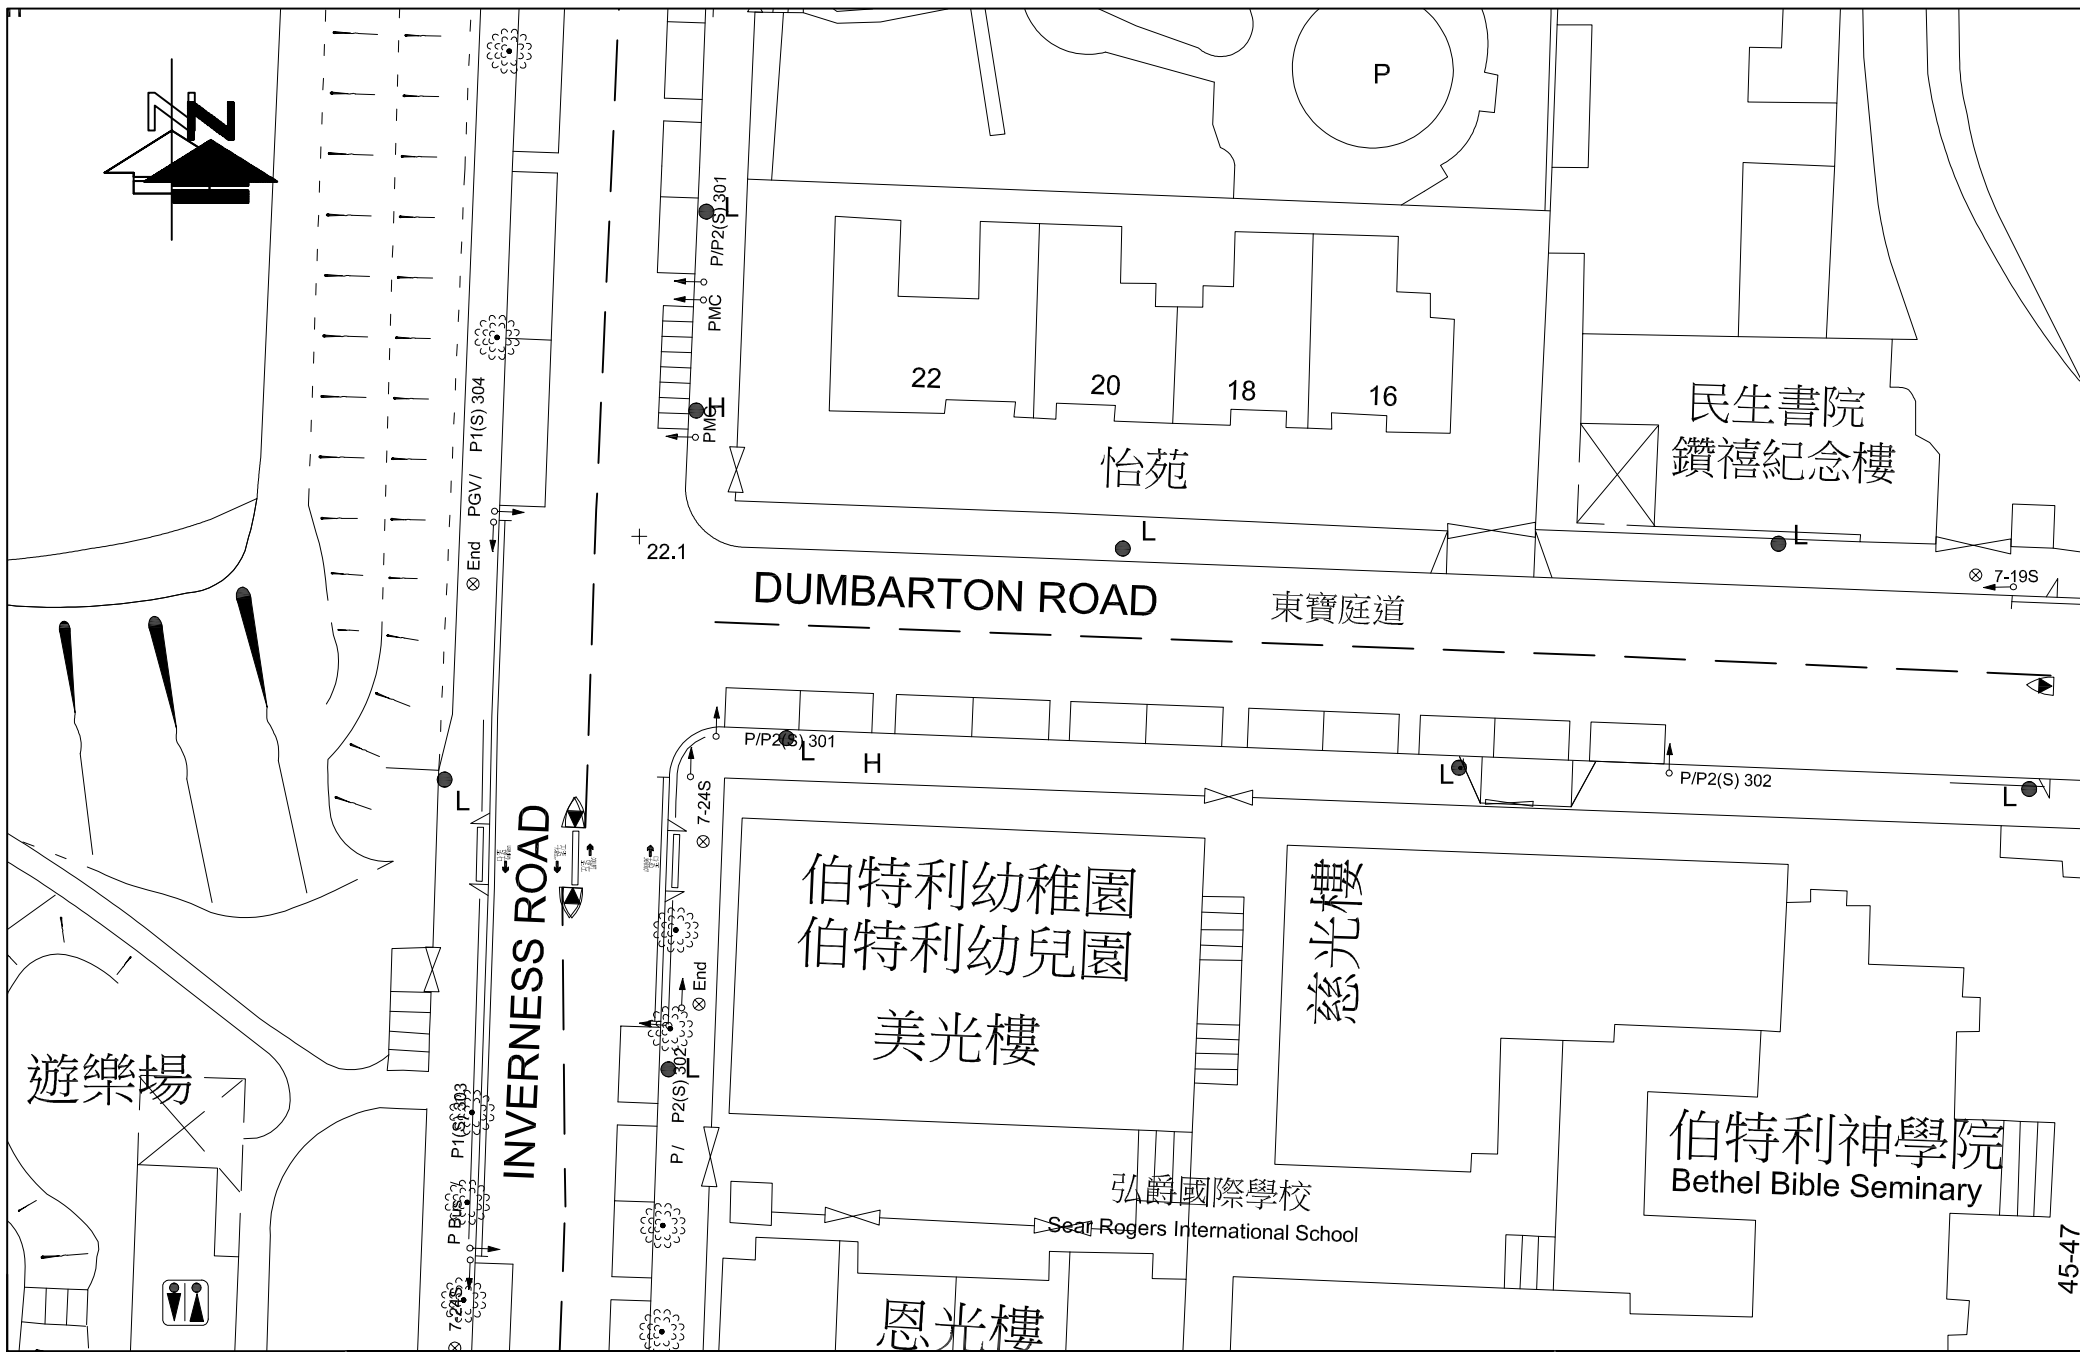 N
P
P/P2(S) 301
L
PMC
22
20
18
16
H
PMC
怡苑
民生書院
鑽禧紀念樓
PGV / P1(S) 304
End
22.1
L
L
DUMBARTON ROAD
東寶庭道
7-19S
P/P2(S) 301
L
H
L
P/P2(S) 302
L
7-24S
L
INVERNESS ROAD
伯特利幼稚園
伯特利幼兒園
美光樓
慈光樓
End
P / P2(S) 302
L
遊樂場
P Bus / P1(S) 303
7-24S
伯特利神學院
Bethel Bible Seminary
弘爵國際學校
Sear Rogers International School
恩光樓
45-47